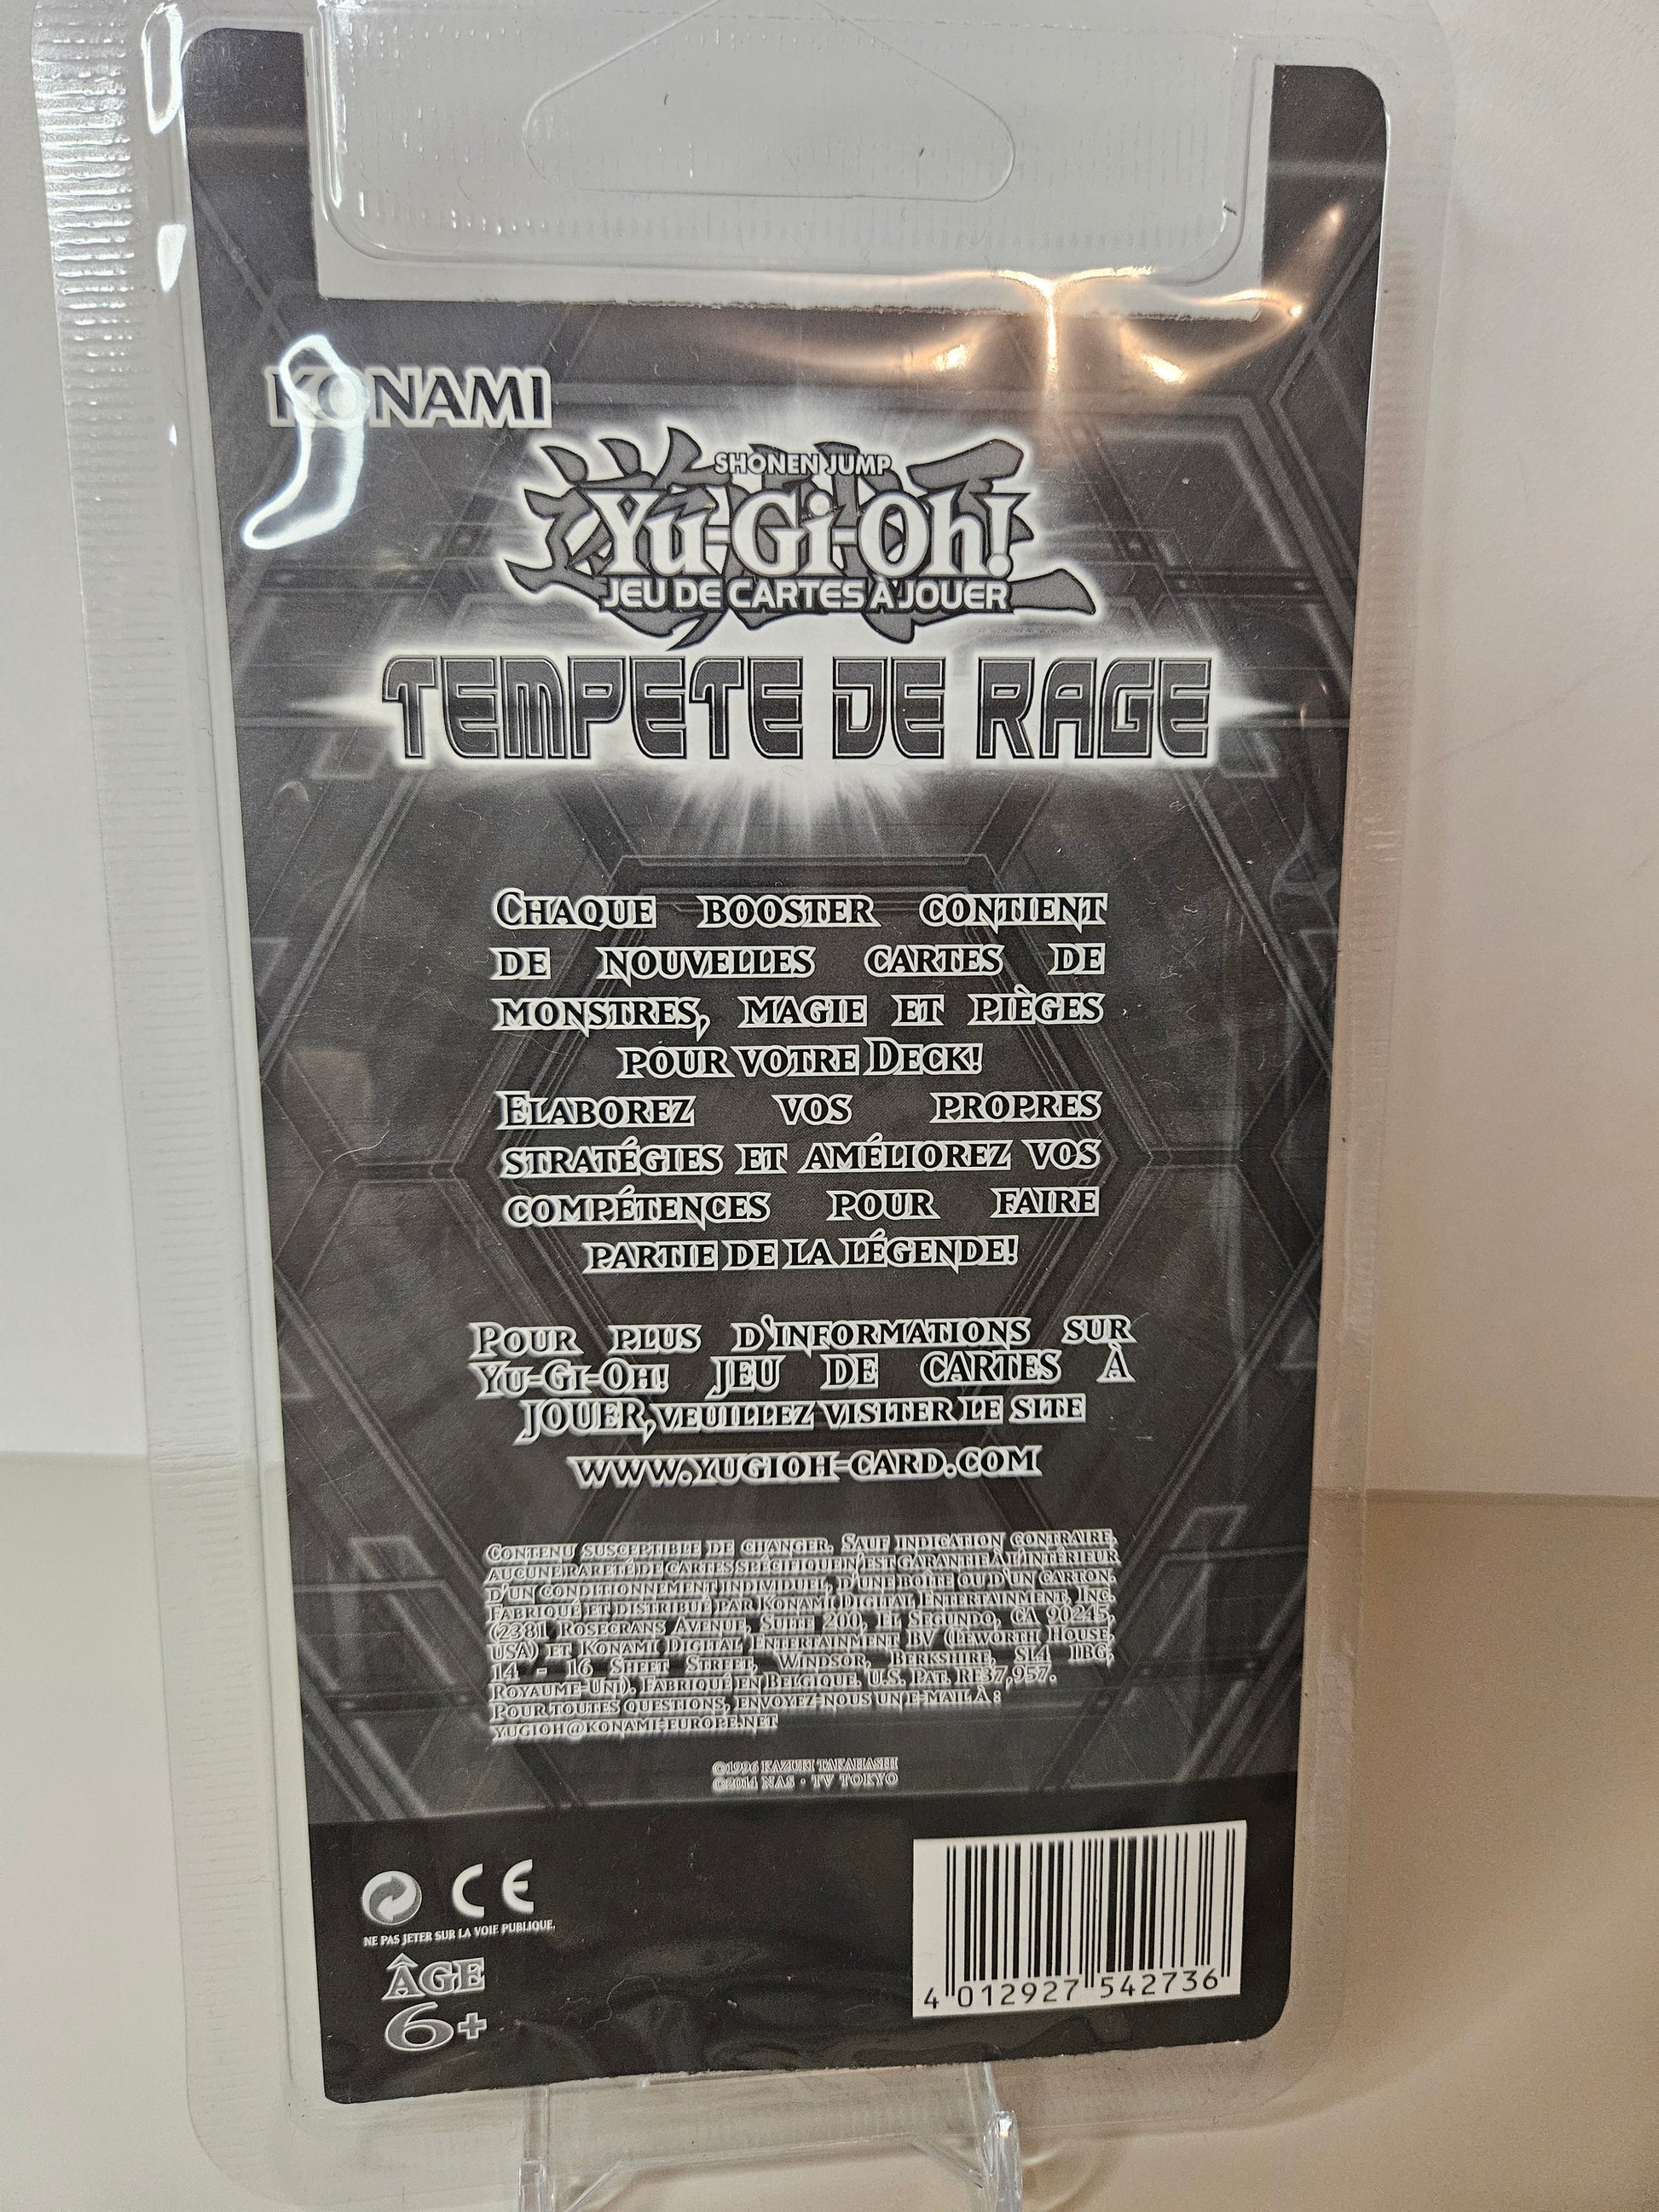 KONAMI
SHONEN JUMP
Yu-Gi-Oh!
JEU DE CARTES À JOUER
TEMPETE DE RAGE
CHAQUE BOOSTER CONTIENT
DE NOUVELLES CARTES DE
MONSTRES, MAGIE ET PIÈGES
POUR VOTRE DECK!
ELABOREZ VOS PROPRES
STRATÉGIES ET AMÉLIOREZ VOS
COMPÉTENCES POUR FAIRE
PARTIE DE LA LÉGENDE!
POUR PLUS D'INFORMATIONS SUR
YU-GI-OH! JEU DE CARTES À
JOUER,VEUILLEZ VISITER LE SITE
WWW.YUGIOH-CARD.COM
CONTENU SUSCEPTIBLE DE CHANGER. SAUF INDICATION CONTRAIRE,
AUCUNE RARETÉ DE CARTES SPÉCIFIQUE N'EST GARANTIE À L'INTÉRIEUR
D'UN CONDITIONNEMENT INDIVIDUEL, D'UNE BOÎTE OU D'UN CARTON.
FABRIQUÉ ET DISTRIBUÉ PAR KONAMI DIGITAL ENTERTAINMENT, INC.
(2381 ROSECRANS AVENUE, SUITE 200, EL SEGUNDO, CA 90245,
USA) ET KONAMI DIGITAL ENTERTAINMENT BV (LEWORTH HOUSE,
14 - 16 SHEET STREET, WINDSOR, BERKSHIRE, SL4 1BG,
ROYAUME-UNI). FABRIQUÉ EN BELGIQUE. U.S. PAT. RE37,957.
POUR TOUTES QUESTIONS, ENVOYEZ-NOUS UN E-MAIL À :
YUGIOH@KONAMI-EUROPE.NET
©1996 KAZUKI TAKAHASHI
©2014 NAS • TV TOKYO
CE
NE PAS JETER SUR LA VOIE PUBLIQUE.
ÂGE
6+
4 012927 542736